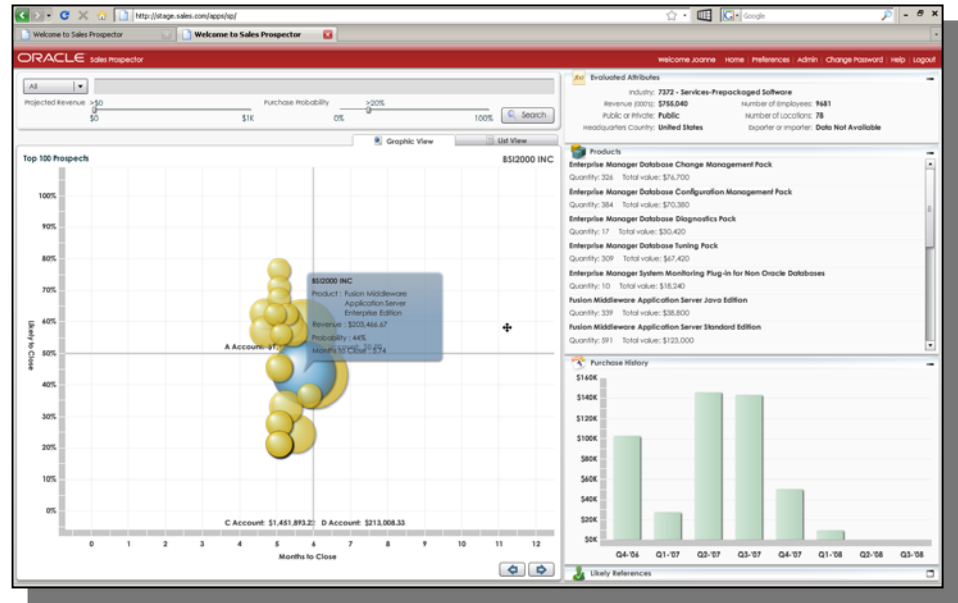 http://stage.sales.com/apps/sp/
Google
Welcome to Sales Prospector
Welcome to Sales Prospector
ORACLE Sales Prospector
Welcome Joanne Home Preferences Admin Change Password Help Logout
All
Projected Revenue >$0
Purchase Probability >20%
$0 $1K 0% 100%
Search
Graphic View
List View
Top 100 Prospects
BSI2000 INC
100%
90%
80%
70%
60%
50%
40%
30%
20%
10%
0%
Likely to Close
BSI2000 INC
Product : Fusion Middleware
Application Server
Enterprise Edition
Revenue : $203,466.67
Probability : 44%
Months to Close : 5.74
A Account:
C Account: $1,451,893.22 D Account: $213,008.33
0 1 2 3 4 5 6 7 8 9 10 11 12
Months to Close
Evaluated Attributes
Industry: 7372 - Services-Prepackaged Software
Revenue (000's): $755,040 Number of Employees: 9681
Public or Private: Public Number of Locations: 78
Headquarters Country: United States Exporter or Importer: Data Not Available
Products
Enterprise Manager Database Change Management Pack
Quantity: 326 Total value: $76,700
Enterprise Manager Database Configuration Management Pack
Quantity: 384 Total value: $70,380
Enterprise Manager Database Diagnostics Pack
Quantity: 17 Total value: $30,420
Enterprise Manager Database Tuning Pack
Quantity: 309 Total value: $67,420
Enterprise Manager System Monitoring Plug-in for Non Oracle Databases
Quantity: 10 Total value: $18,240
Fusion Middleware Application Server Java Edition
Quantity: 339 Total value: $38,800
Fusion Middleware Application Server Standard Edition
Quantity: 591 Total value: $123,000
Purchase History
$160K
$140K
$120K
$100K
$80K
$60K
$40K
$20K
$0K
Q4-'06 Q1-'07 Q2-'07 Q3-'07 Q4-'07 Q1-'08 Q2-'08 Q3-'08
Likely References